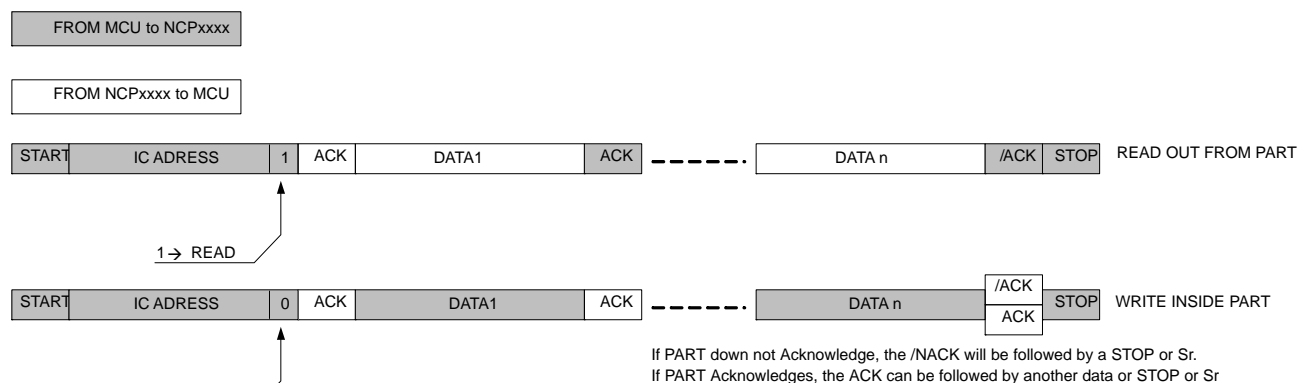 FROM MCU to NCPxxxx
FROM NCPxxxx to MCU
START IC ADRESS 1 ACK DATA1 ACK DATA n /ACK STOP READ OUT FROM PART
1→ READ
START IC ADRESS 0 ACK DATA1 ACK DATA n /ACK ACK STOP WRITE INSIDE PART
If PART down not Acknowledge, the /NACK will be followed by a STOP or Sr.
If PART Acknowledges, the ACK can be followed by another data or STOP or Sr